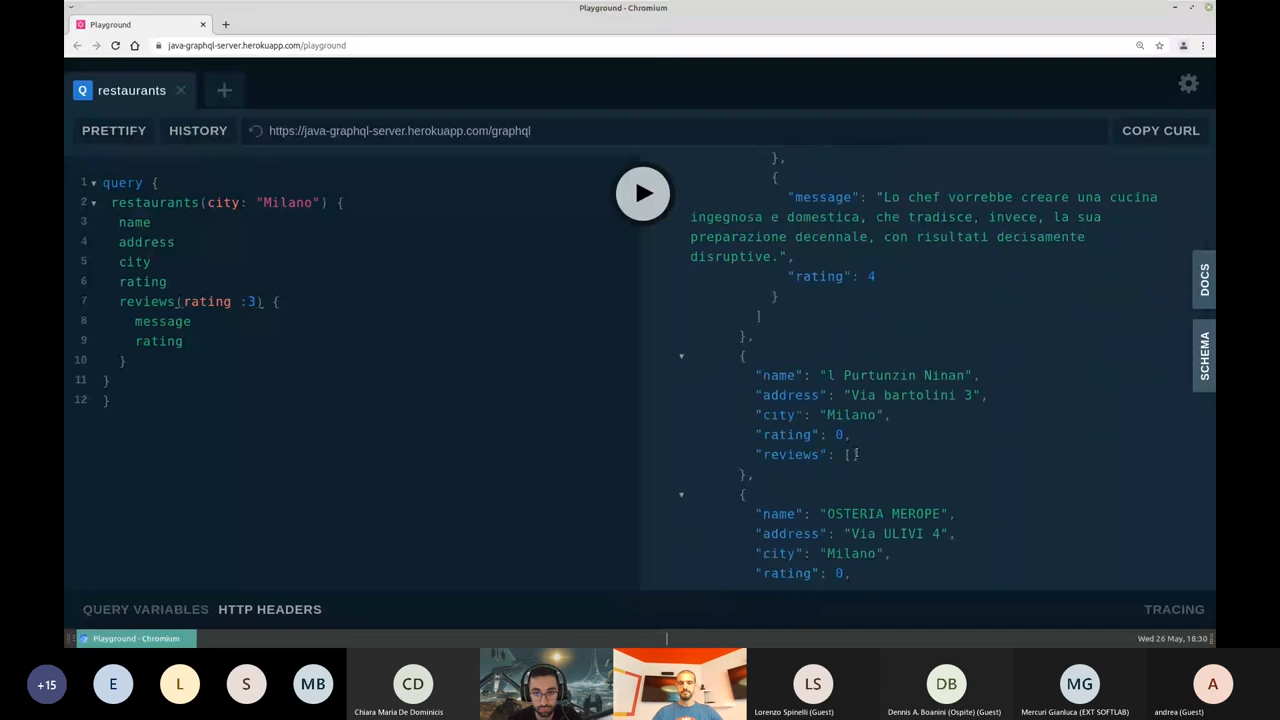 Playground - Chromium
Playground
java-graphql-server.herokuapp.com/playground
Q restaurants
PRETTIFY HISTORY https://java-graphql-server.herokuapp.com/graphql COPY CURL
1 query {
2 restaurants(city: "Milano") {
3 name
4 address
5 city
6 rating
7 reviews(rating :3) {
8 message
9 rating
10 }
11 }
12 }
},
{
"message": "Lo chef vorrebbe creare una cucina
ingegnosa e domestica, che tradisce, invece, la sua
preparazione decennale, con risultati decisamente
disruptive.",
"rating": 4
}
]
},
{
"name": "l Purtunzin Ninan",
"address": "Via bartolini 3",
"city": "Milano",
"rating": 0,
"reviews": []
},
{
"name": "OSTERIA MEROPE",
"address": "Via ULIVI 4",
"city": "Milano",
"rating": 0,
DOCS
SCHEMA
QUERY VARIABLES HTTP HEADERS TRACING
Playground - Chromium Wed 26 May, 18:30
+15 E L S MB CD LS DB MG A
Chiara Maria De Dominicis Lorenzo Spinelli (Guest) Dennis A. Boanini (Ospite) (Guest) Mercuri Gianluca (EXT SOFTLAB) andrea (Guest)